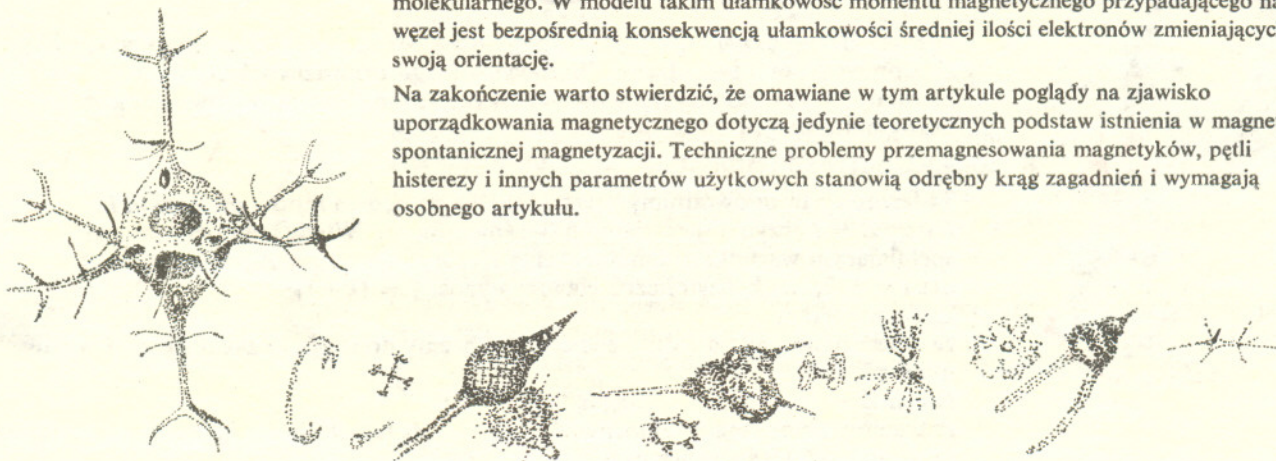 molekularnego. W modelu takim ułamkowość momentu magnetycznego przypadającego na
węzeł jest bezpośrednią konsekwencją ułamkowości średniej ilości elektronów zmieniającyc
swoją orientację.
Na zakończenie warto stwierdzić, że omawiane w tym artykule poglądy na zjawisko
uporządkowania magnetycznego dotyczą jedynie teoretycznych podstaw istnienia w magne
spontanicznej magnetyzacji. Techniczne problemy przemagnesowania magnetyków, pętli
histerezy i innych parametrów użytkowych stanowią odrębny krąg zagadnień i wymagają
osobnego artykułu.